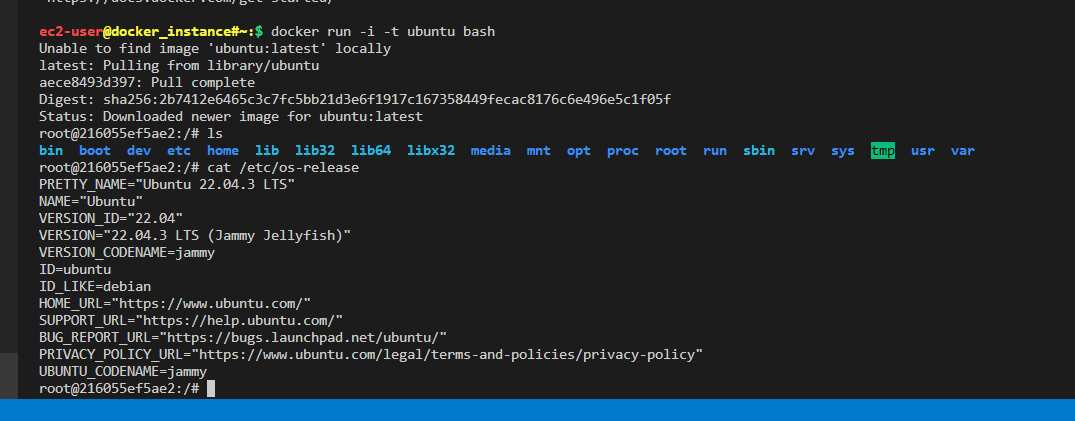 https://docs.docker.com/get-started/
ec2-user@docker_instance#~:$ docker run -i -t ubuntu bash
Unable to find image 'ubuntu:latest' locally
latest: Pulling from library/ubuntu
aece8493d397: Pull complete
Digest: sha256:2b7412e6465c3c7fc5bb21d3e6f1917c167358449fecac8176c6e496e5c1f05f
Status: Downloaded newer image for ubuntu:latest
root@216055ef5ae2:/# ls
bin boot dev etc home lib lib32 lib64 libx32 media mnt opt proc root run sbin srv sys tmp usr var
root@216055ef5ae2:/# cat /etc/os-release
PRETTY_NAME="Ubuntu 22.04.3 LTS"
NAME="Ubuntu"
VERSION_ID="22.04"
VERSION="22.04.3 LTS (Jammy Jellyfish)"
VERSION_CODENAME=jammy
ID=ubuntu
ID_LIKE=debian
HOME_URL="https://www.ubuntu.com/"
SUPPORT_URL="https://help.ubuntu.com/"
BUG_REPORT_URL="https://bugs.launchpad.net/ubuntu/"
PRIVACY_POLICY_URL="https://www.ubuntu.com/legal/terms-and-policies/privacy-policy"
UBUNTU_CODENAME=jammy
root@216055ef5ae2:/#